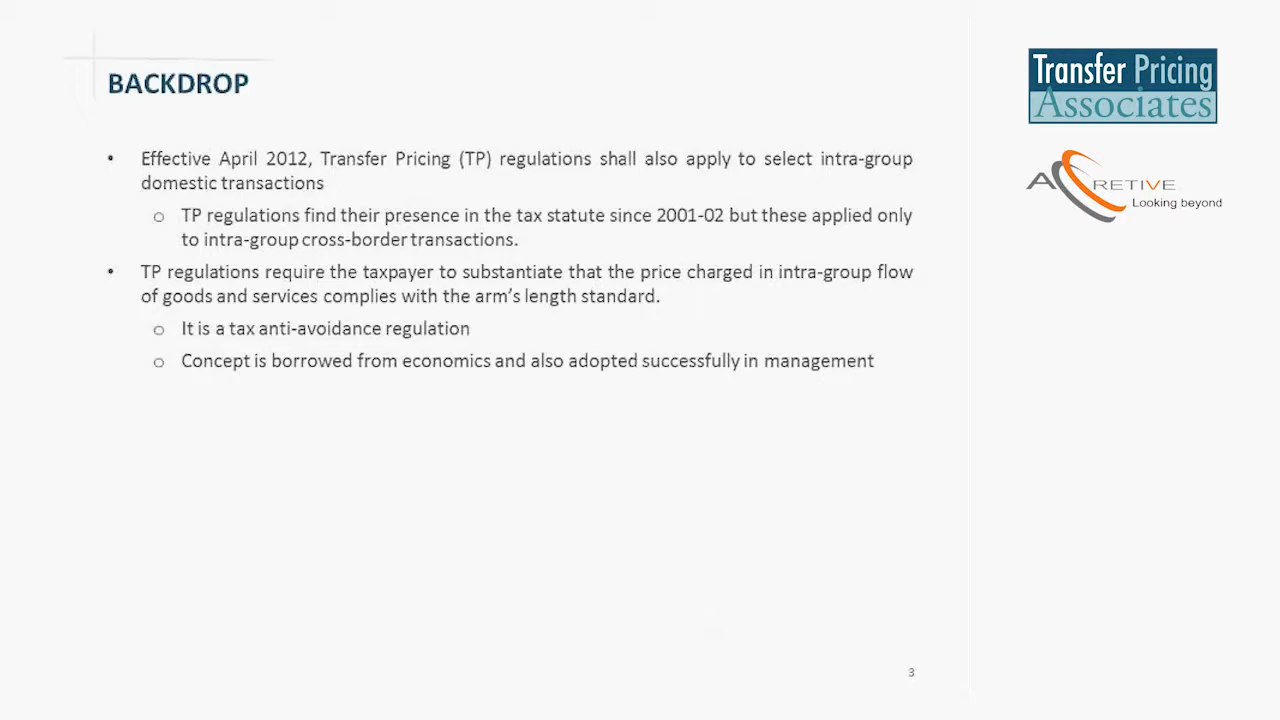 BACKDROP
• Effective April 2012, Transfer Pricing (TP) regulations shall also apply to select intra-group
domestic transactions
o TP regulations find their presence in the tax statute since 2001-02 but these applied only
to intra-group cross-border transactions.
• TP regulations require the taxpayer to substantiate that the price charged in intra-group flow
of goods and services complies with the arm's length standard.
o It is a tax anti-avoidance regulation
o Concept is borrowed from economics and also adopted successfully in management
3
Transfer Pricing
Associates
ACCRETIVE
Looking beyond